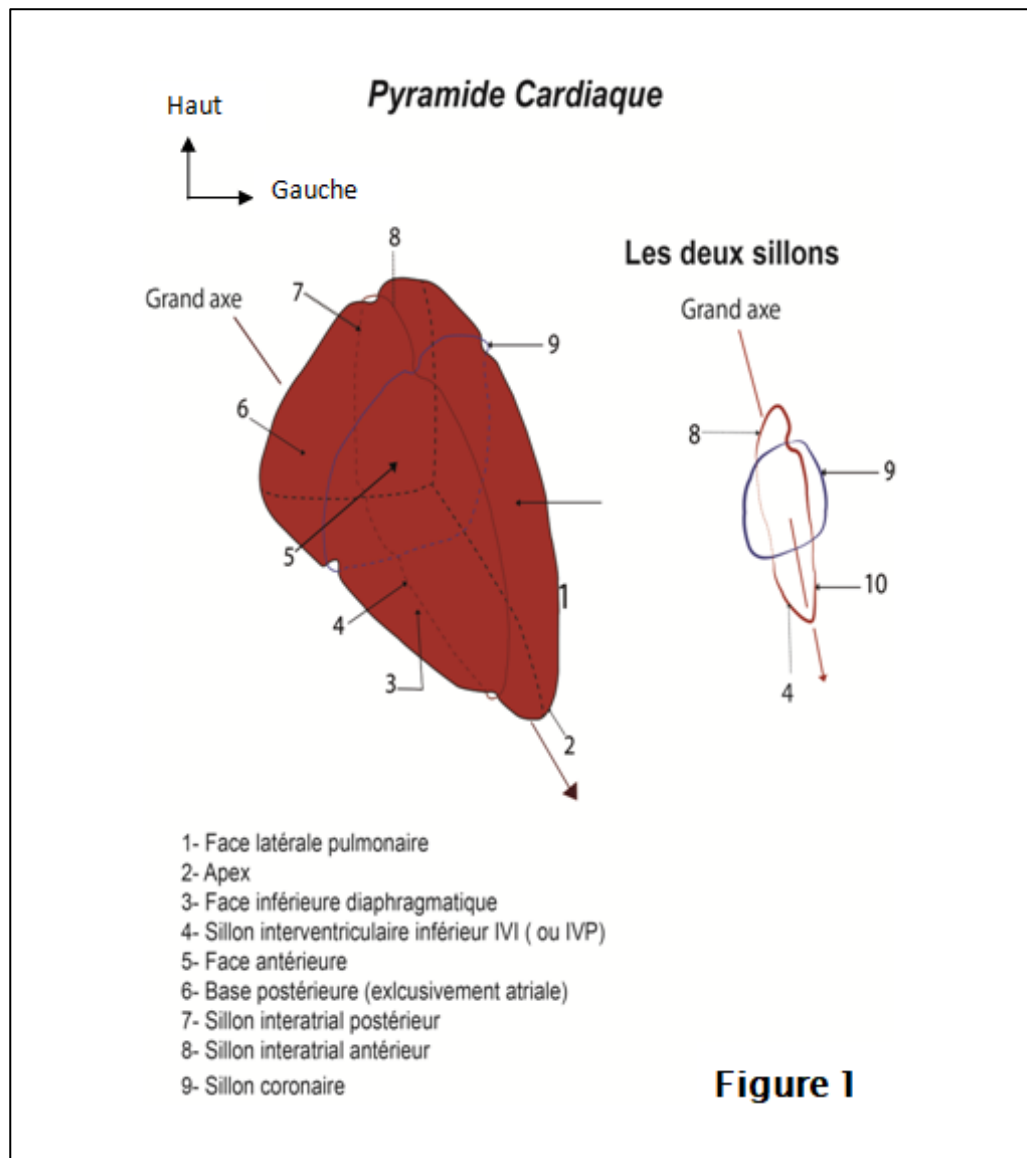 Pyramide Cardiaque
Haut
Gauche
8
Les deux sillons
7
Grand axe
Grand axe
9
6
8
9
5
10
1
4
3
4
2
1- Face latérale pulmonaire
2- Apex
3- Face inférieure diaphragmatique
4- Sillon interventriculaire inférieur IVI ( ou IVP)
5- Face antérieure
6- Base postérieure (exlcusivement atriale)
7- Sillon interatrial postérieur
8- Sillon interatrial antérieur
9- Sillon coronaire
Figure 1